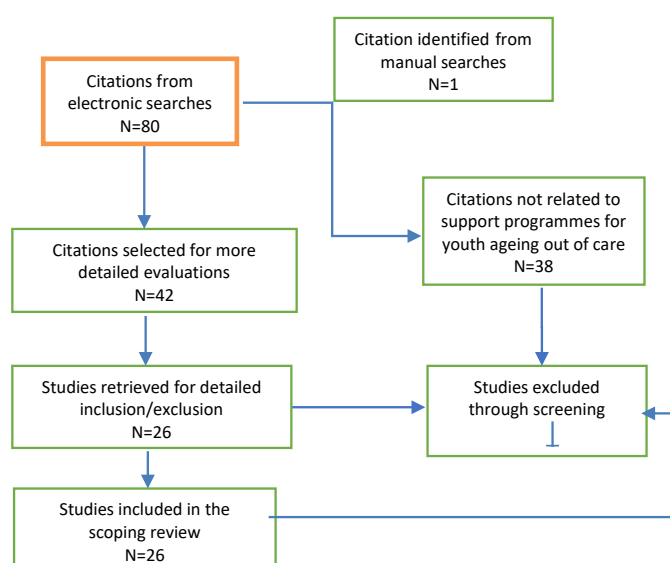 Citation identified from
manual searches
N=1
Citations from
electronic searches
N=80
Citations not related to
support programmes for
youth ageing out of care
N=38
Citations selected for more
detailed evaluations
N=42
Studies retrieved for detailed
inclusion/exclusion
N=26
Studies excluded
through screening
Studies included in the
scoping review
N=26